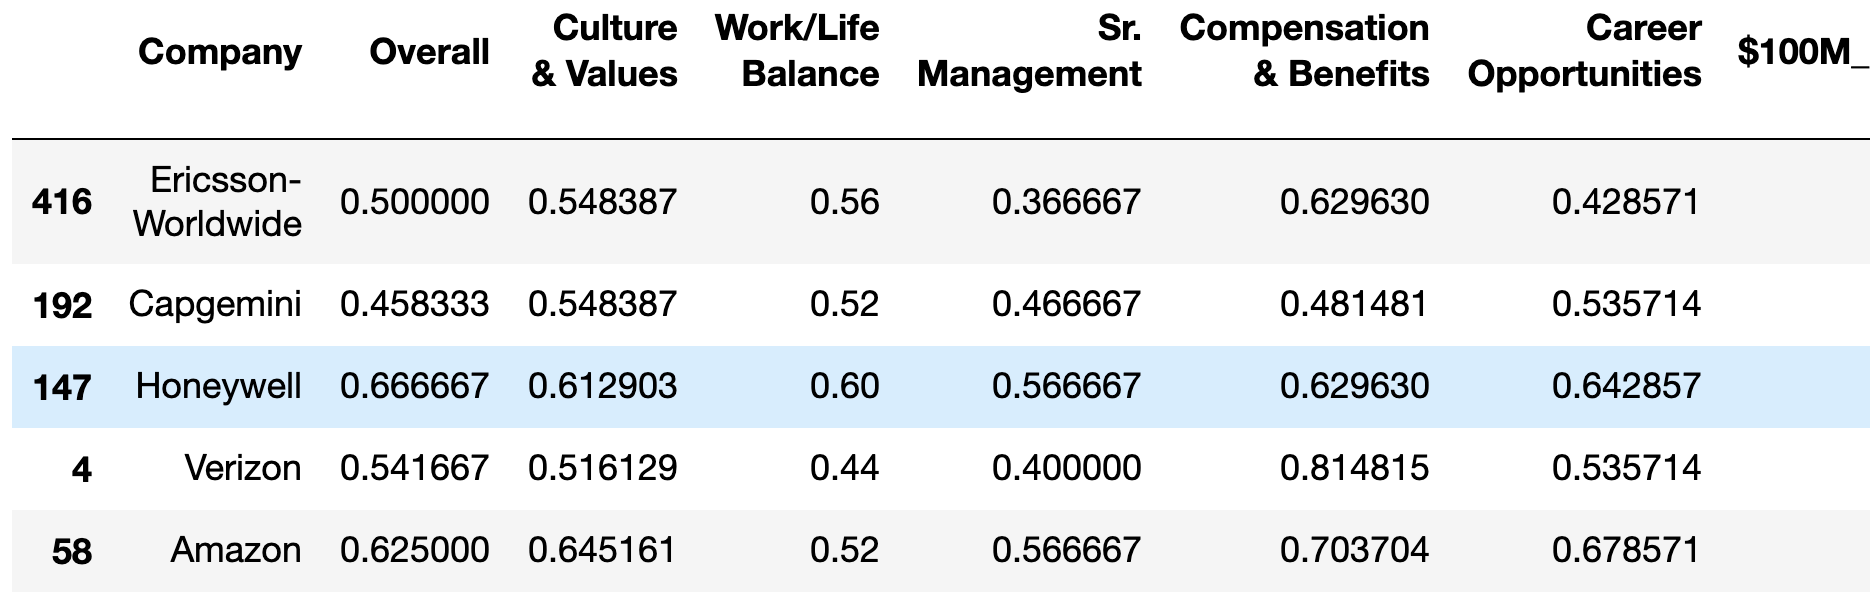 Company Overall Culture & Values Work/Life Balance Sr. Management Compensation & Benefits Career Opportunities $100M_
416 Ericsson-Worldwide 0.500000 0.548387 0.56 0.366667 0.629630 0.428571
192 Capgemini 0.458333 0.548387 0.52 0.466667 0.481481 0.535714
147 Honeywell 0.666667 0.612903 0.60 0.566667 0.629630 0.642857
4 Verizon 0.541667 0.516129 0.44 0.400000 0.814815 0.535714
58 Amazon 0.625000 0.645161 0.52 0.566667 0.703704 0.678571